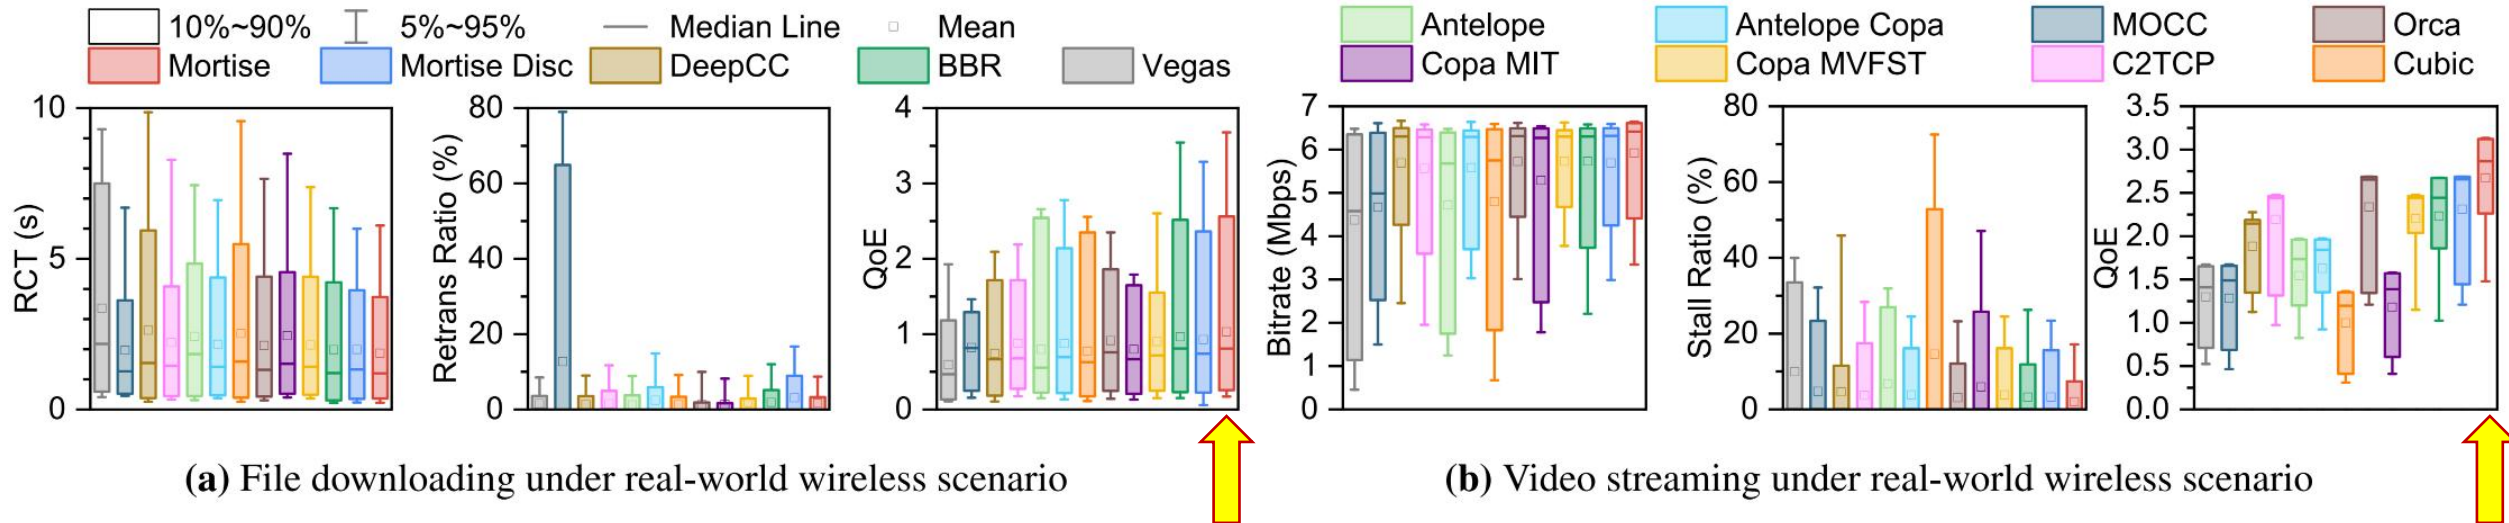 10%~90% 5%~95% Median Line Mean
Mortise Mortise Disc DeepCC BBR Vegas
Antelope Antelope Copa MOCC Orca
Copa MIT Copa MVFST C2TCP Cubic
RCT (s)
10
5
0
Retrans Ratio (%)
80
60
40
20
0
QoE
4
3
2
1
0
Bitrate (Mbps)
7
6
5
4
3
2
1
0
Stall Ratio (%)
80
60
40
20
0
QoE
3.5
3.0
2.5
2.0
1.5
1.0
0.5
0.0
(a) File downloading under real-world wireless scenario
(b) Video streaming under real-world wireless scenario